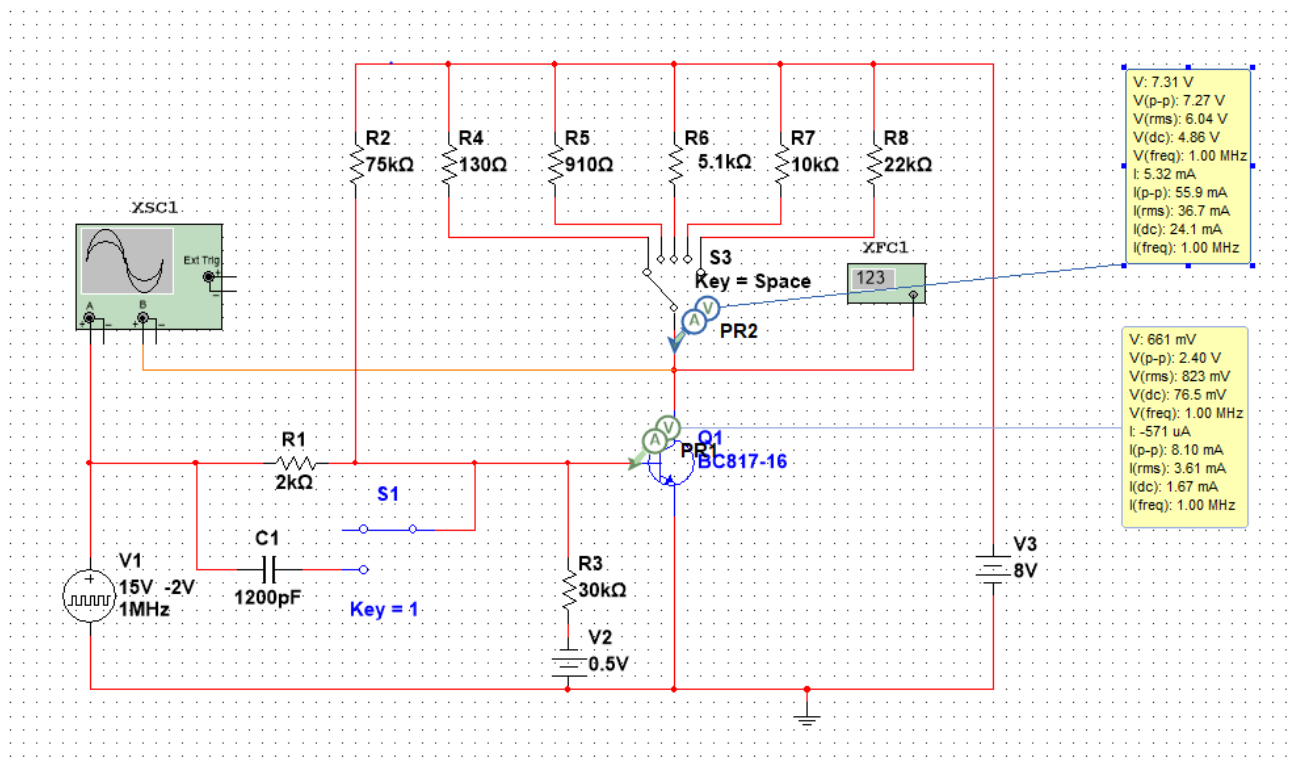 R2
75kΩ
R4
130Ω
R5
910Ω
R6
5.1kΩ
R7
10kΩ
R8
22kΩ
V: 7.31 V
V(p-p): 7.27 V
V(rms): 6.04 V
V(dc): 4.86 V
V(freq): 1.00 MHz
I: 5.32 mA
I(p-p): 55.9 mA
I(rms): 36.7 mA
I(dc): 24.1 mA
I(freq): 1.00 MHz
XSC1
Ext Trig
+
−
A
B
+ −
+ −
S3
Key = Space
XFC1
123
V
A
PR2
V: 661 mV
V(p-p): 2.40 V
V(rms): 823 mV
V(dc): 76.5 mV
V(freq): 1.00 MHz
I: -571 uA
I(p-p): 8.10 mA
I(rms): 3.61 mA
I(dc): 1.67 mA
I(freq): 1.00 MHz
V
A
PR1
Q1
BC817-16
R1
2kΩ
S1
C1
1200pF
Key = 1
V1
15V -2V
1MHz
+
R3
30kΩ
V2
0.5V
V3
8V